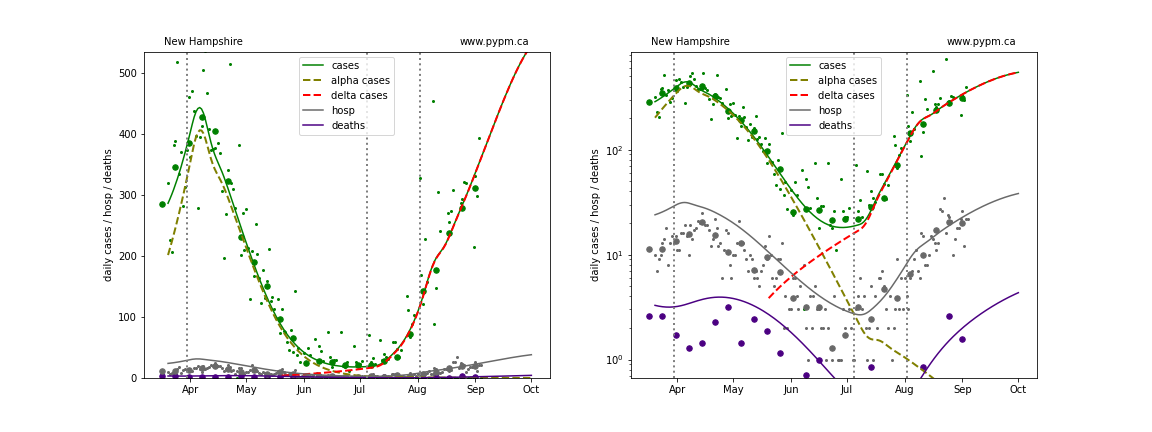 New Hampshire www.pypm.ca
cases
alpha cases
delta cases
hosp
deaths
daily cases / hosp / deaths
500
400
300
200
100
0
Apr May Jun Jul Aug Sep Oct
New Hampshire www.pypm.ca
cases
alpha cases
delta cases
hosp
deaths
daily cases / hosp / deaths
10²
10¹
10⁰
Apr May Jun Jul Aug Sep Oct